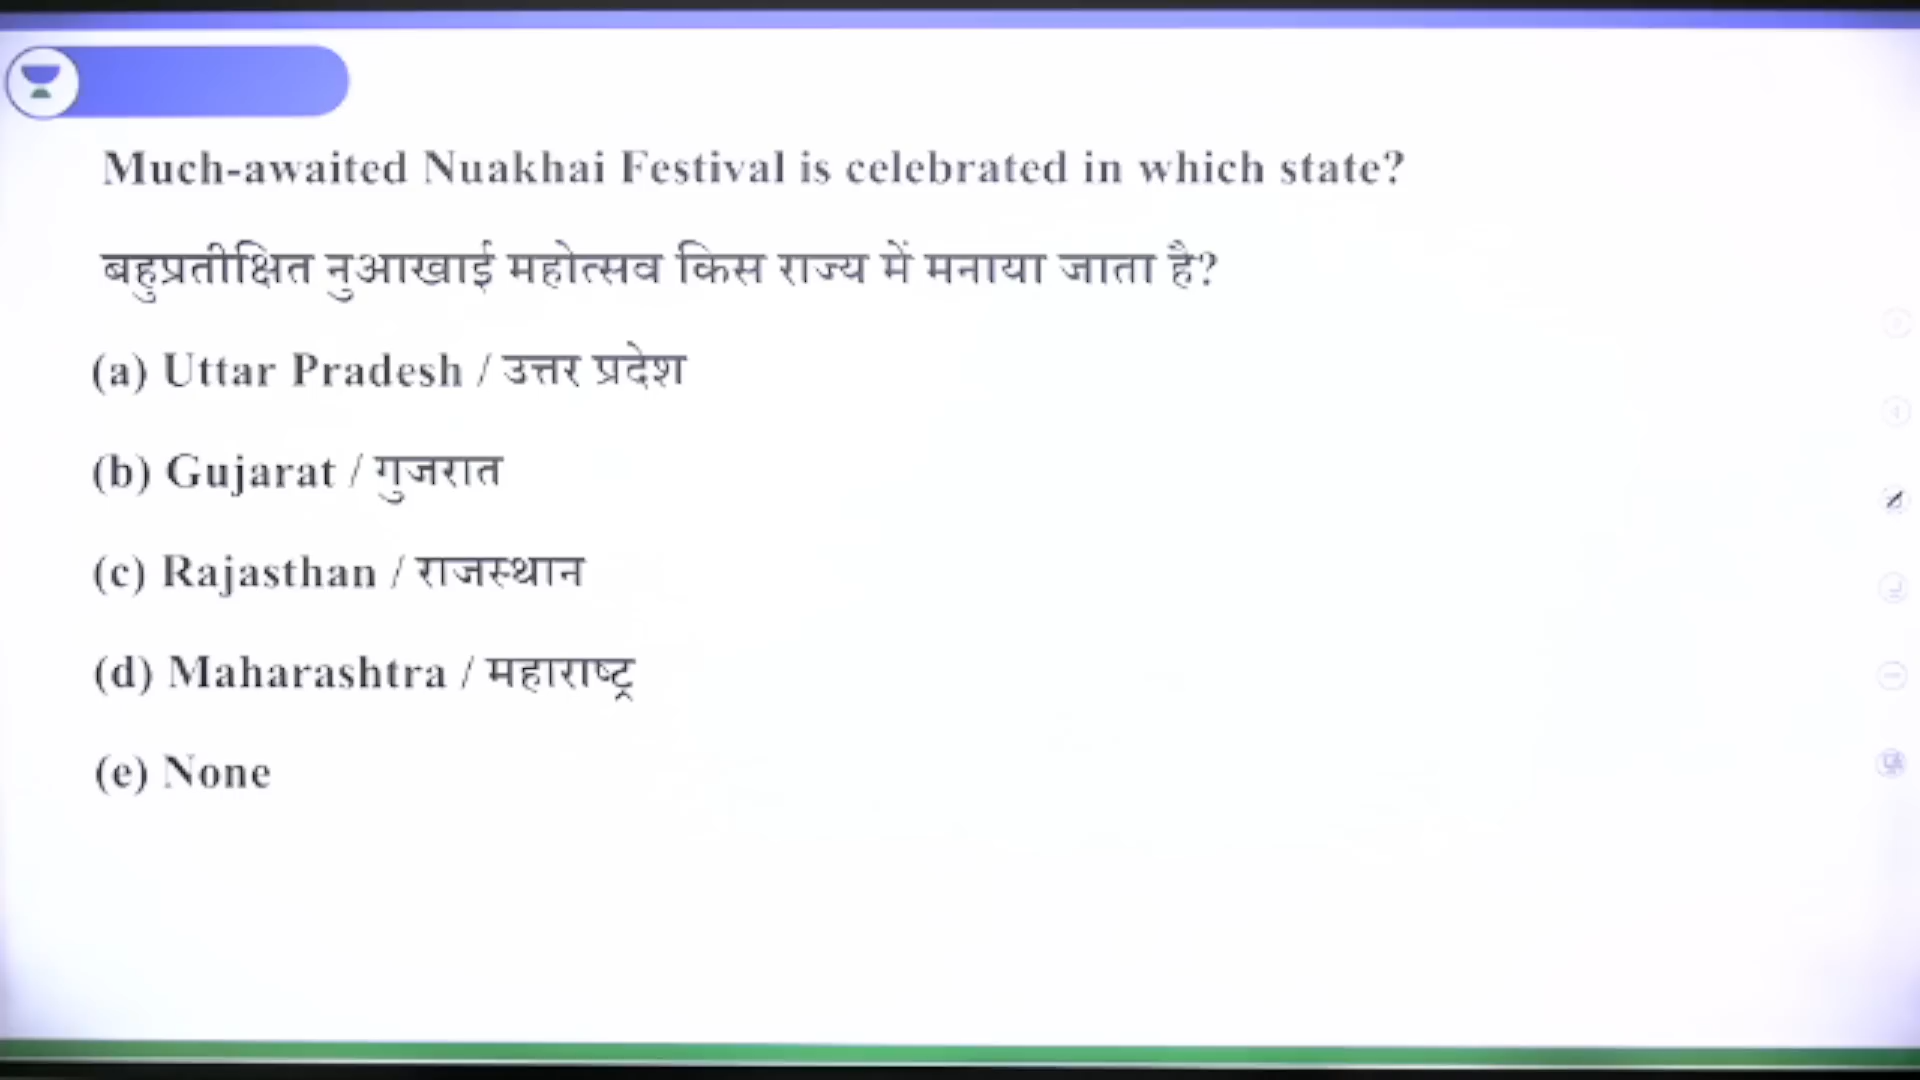 Much-awaited Nuakhai Festival is celebrated in which state?
बहुप्रतीक्षित नुआखाई महोत्सव किस राज्य में मनाया जाता है?
(a) Uttar Pradesh / उत्तर प्रदेश
(b) Gujarat / गुजरात
(c) Rajasthan / राजस्थान
(d) Maharashtra / महाराष्ट्र
(e) None